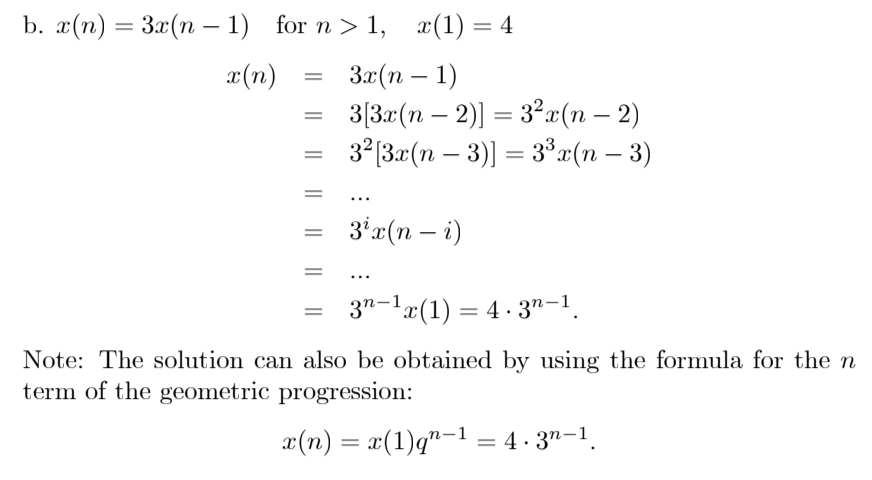 b. x(n) = 3x(n − 1) for n > 1, x(1) = 4
x(n) = 3x(n − 1)
= 3[3x(n − 2)] = 3²x(n − 2)
= 3²[3x(n − 3)] = 3³x(n − 3)
= ...
= 3ⁱx(n − i)
= ...
= 3ⁿ⁻¹x(1) = 4 · 3ⁿ⁻¹.
Note: The solution can also be obtained by using the formula for the n
term of the geometric progression:
x(n) = x(1)qⁿ⁻¹ = 4 · 3ⁿ⁻¹.